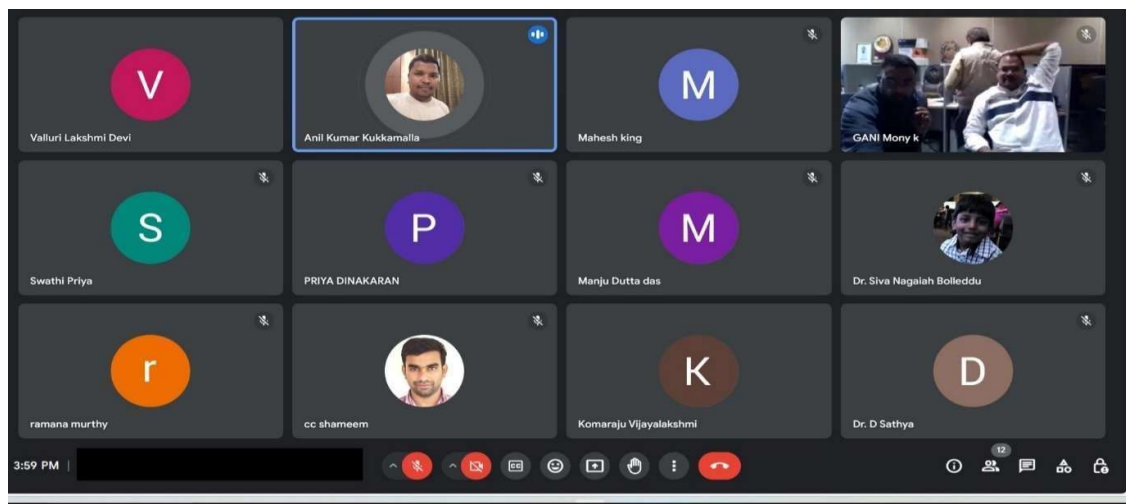 V
Valluri Lakshmi Devi
Anil Kumar Kukkamalla
M
Mahesh king
GANI Mony k
S
Swathi Priya
P
PRIYA DINAKARAN
M
Manju Dutta das
Dr. Siva Nagaiah Bolleddu
r
ramana murthy
cc shameem
K
Komaraju Vijayalakshmi
D
Dr. D Sathya
3:59 PM |
CC
12